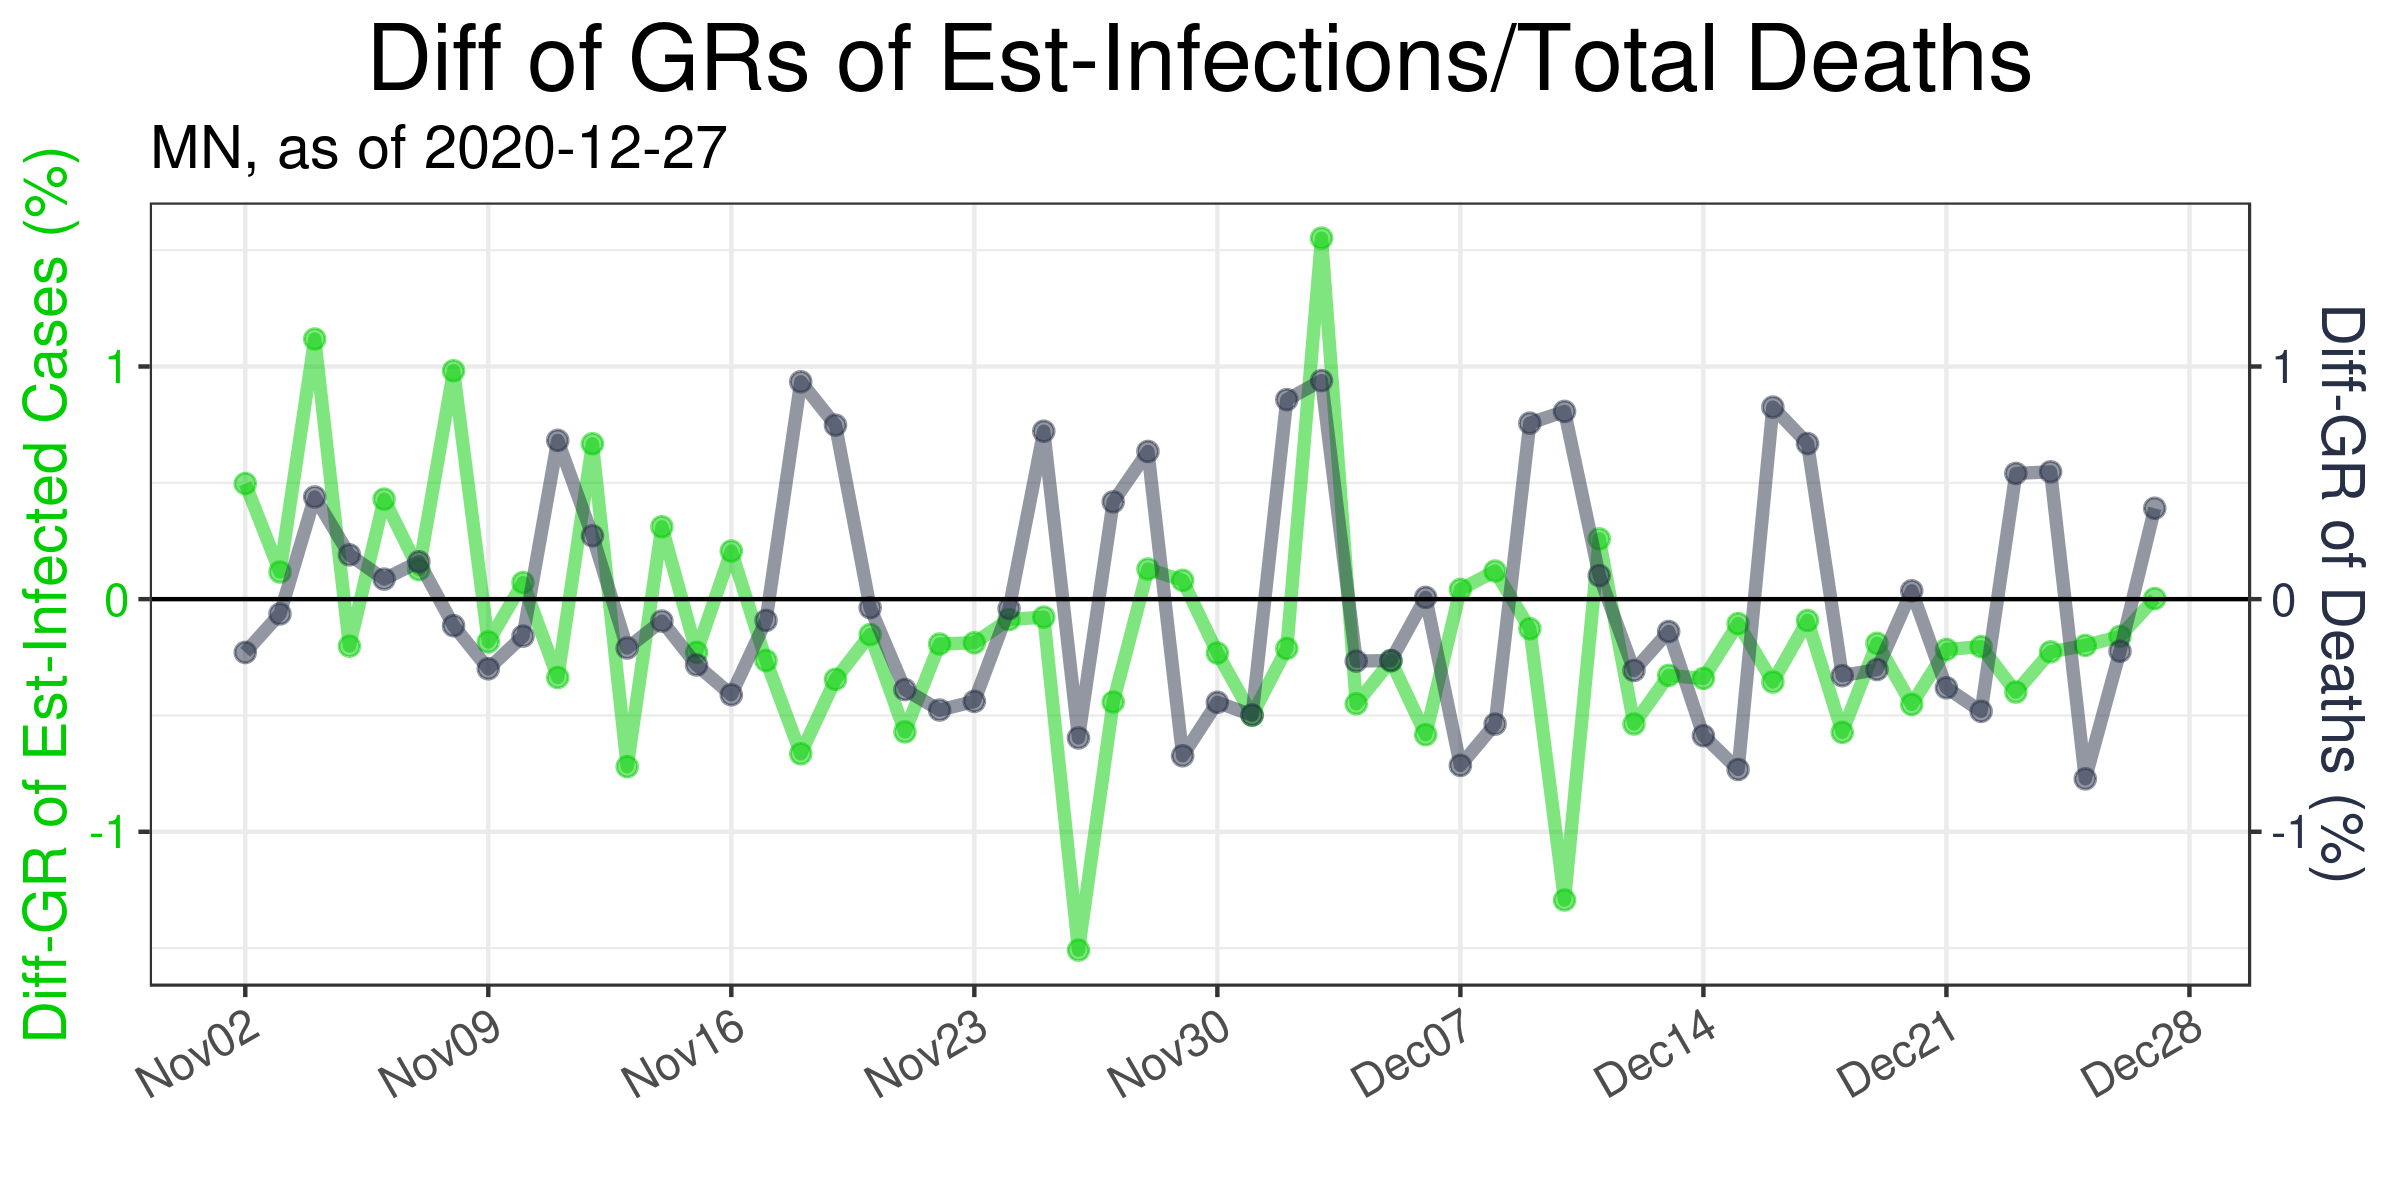 Diff of GRs of Est-Infections/Total Deaths
MN, as of 2020-12-27
Diff-GR of Est-Infected Cases (%)
1
0
-1
1
0
-1
Diff-GR of Deaths (%)
Nov02
Nov09
Nov16
Nov23
Nov30
Dec07
Dec14
Dec21
Dec28